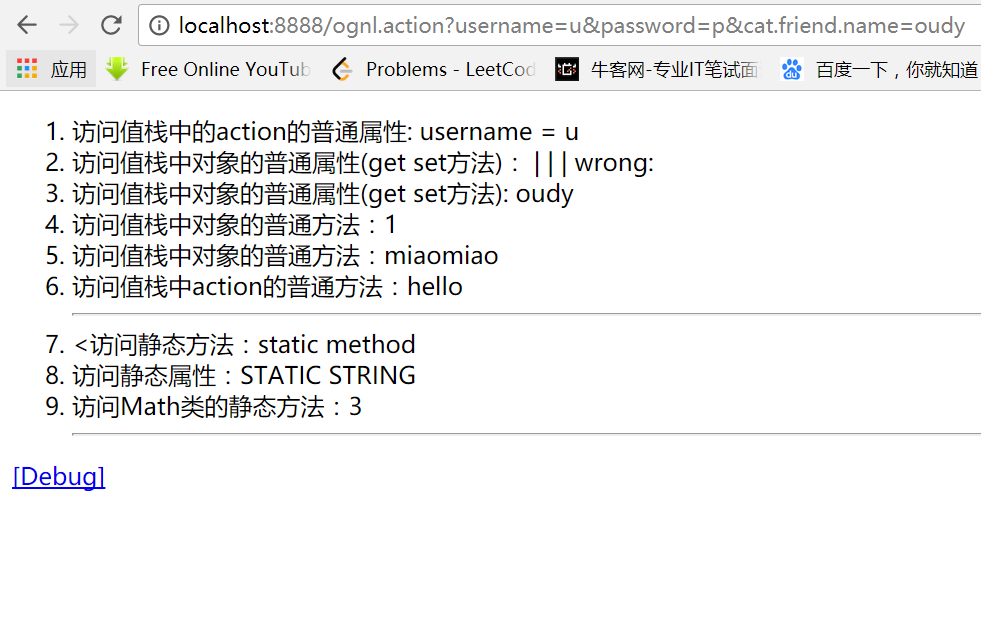 localhost:8888/ognl.action?username=u&password=p&cat.friend.name=oudy
应用 Free Online YouTub Problems - LeetCod 牛客网-专业IT笔试面 百度一下，你就知道
1. 访问值栈中的action的普通属性: username = u
2. 访问值栈中对象的普通属性(get set方法)： | | | wrong:
3. 访问值栈中对象的普通属性(get set方法): oudy
4. 访问值栈中对象的普通方法：1
5. 访问值栈中对象的普通方法：miaomiao
6. 访问值栈中action的普通方法：hello
7. <访问静态方法：static method
8. 访问静态属性：STATIC STRING
9. 访问Math类的静态方法：3
[Debug]